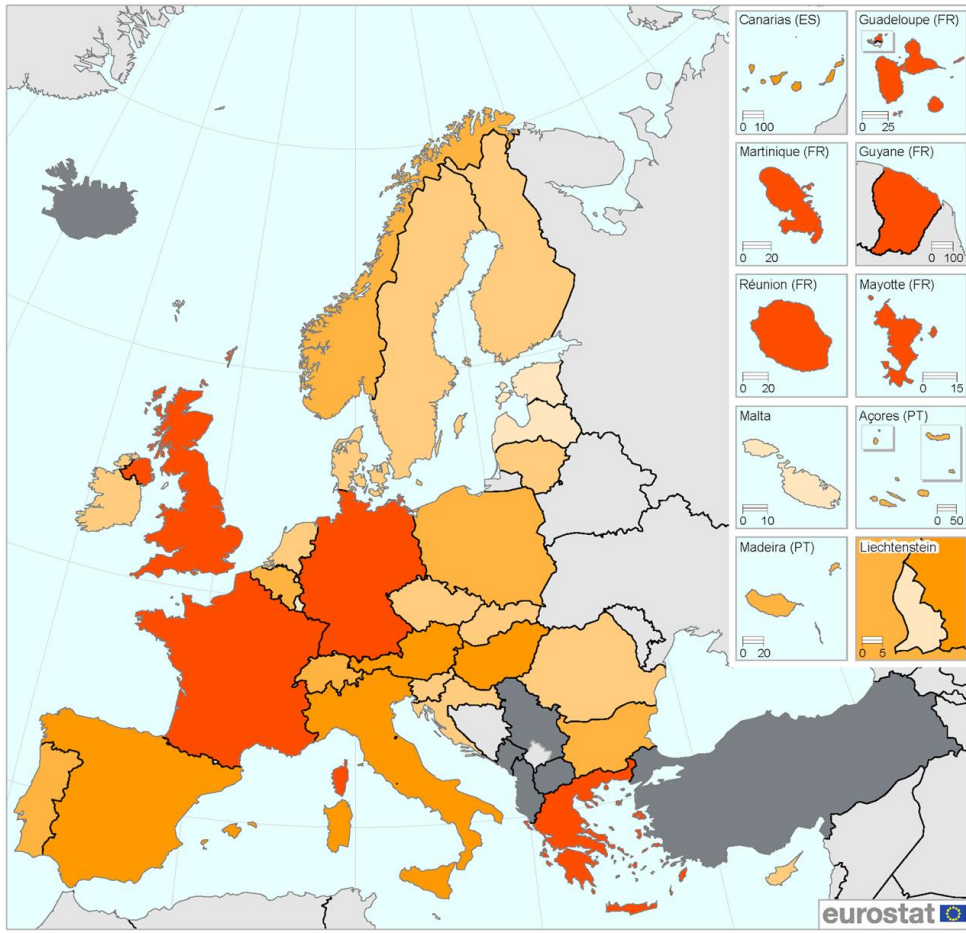 Canarias (ES)
0 100
Guadeloupe (FR)
0 25
Martinique (FR)
0 20
Guyane (FR)
0 100
Réunion (FR)
0 20
Mayotte (FR)
0 15
Malta
0 10
Açores (PT)
0 50
Madeira (PT)
0 20
Liechtenstein
0 5
eurostat